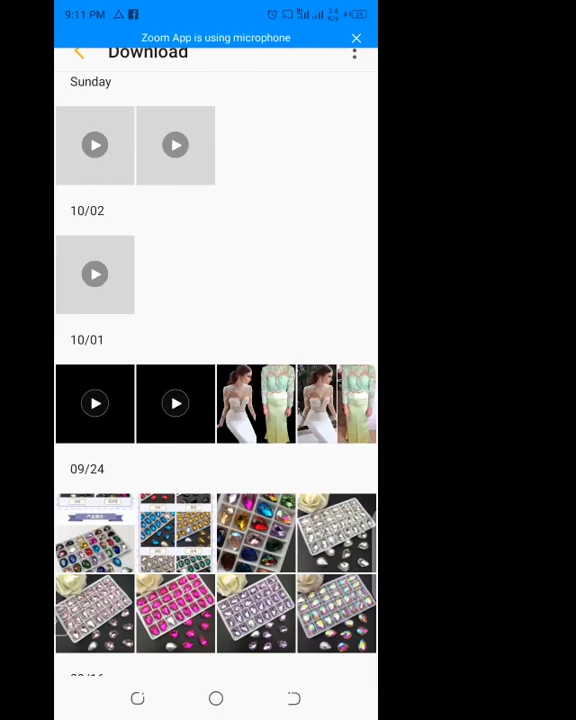 9:11 PM
Zoom App is using microphone
Download
Sunday
10/02
10/01
09/24